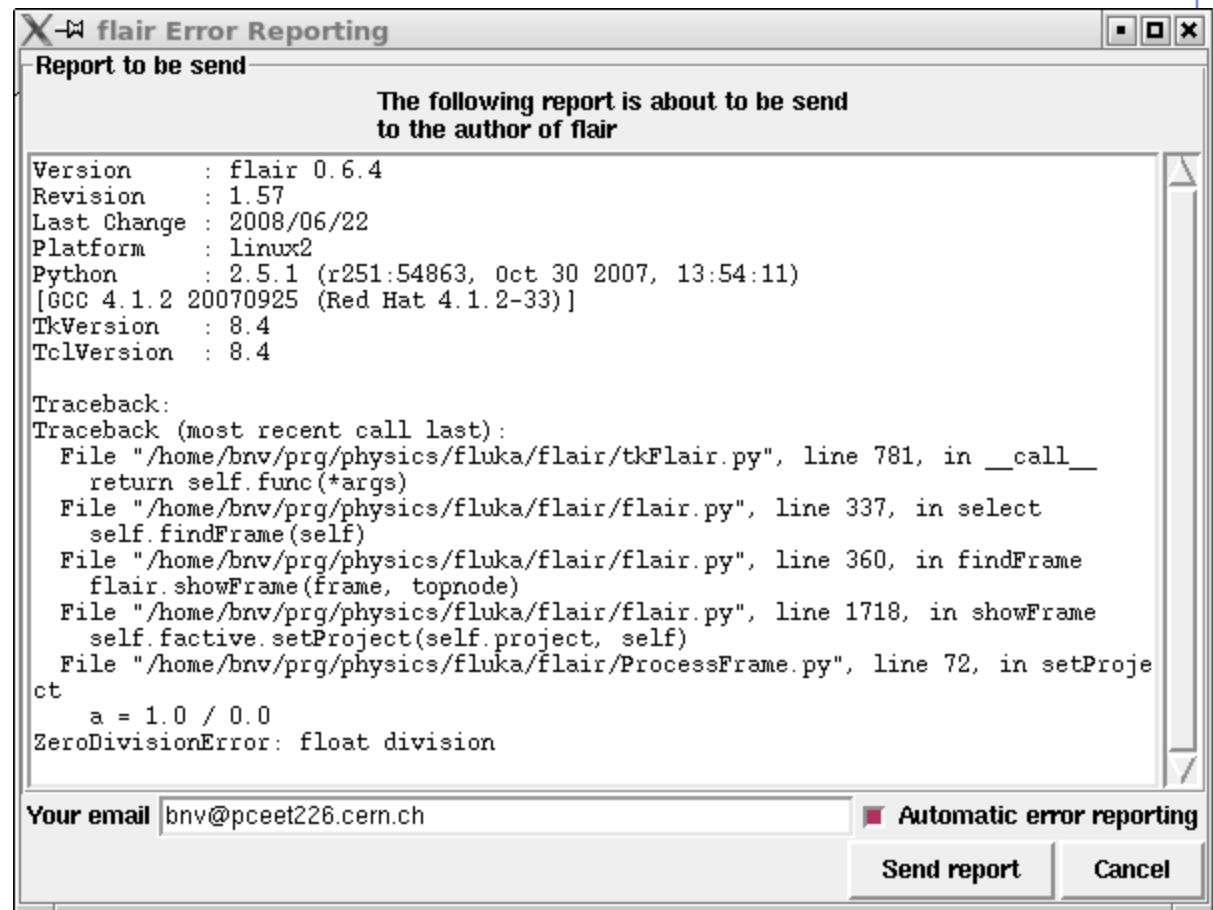 flair Error Reporting
Report to be send
The following report is about to be send
to the author of flair
Version     : flair 0.6.4
Revision    : 1.57
Last Change : 2008/06/22
Platform    : linux2
Python      : 2.5.1 (r251:54863, Oct 30 2007, 13:54:11)
[GCC 4.1.2 20070925 (Red Hat 4.1.2-33)]
TkVersion   : 8.4
TclVersion  : 8.4
Traceback:
Traceback (most recent call last):
  File "/home/bnv/prg/physics/fluka/flair/tkFlair.py", line 781, in __call__
    return self.func(*args)
  File "/home/bnv/prg/physics/fluka/flair/flair.py", line 337, in select
    self.findFrame(self)
  File "/home/bnv/prg/physics/fluka/flair/flair.py", line 360, in findFrame
    flair.showFrame(frame, topnode)
  File "/home/bnv/prg/physics/fluka/flair/flair.py", line 1718, in showFrame
    self.factive.setProject(self.project, self)
  File "/home/bnv/prg/physics/fluka/flair/ProcessFrame.py", line 72, in setProje
ct
    a = 1.0 / 0.0
ZeroDivisionError: float division
Your email bnv@pceet226.cern.ch Automatic error reporting
Send report Cancel